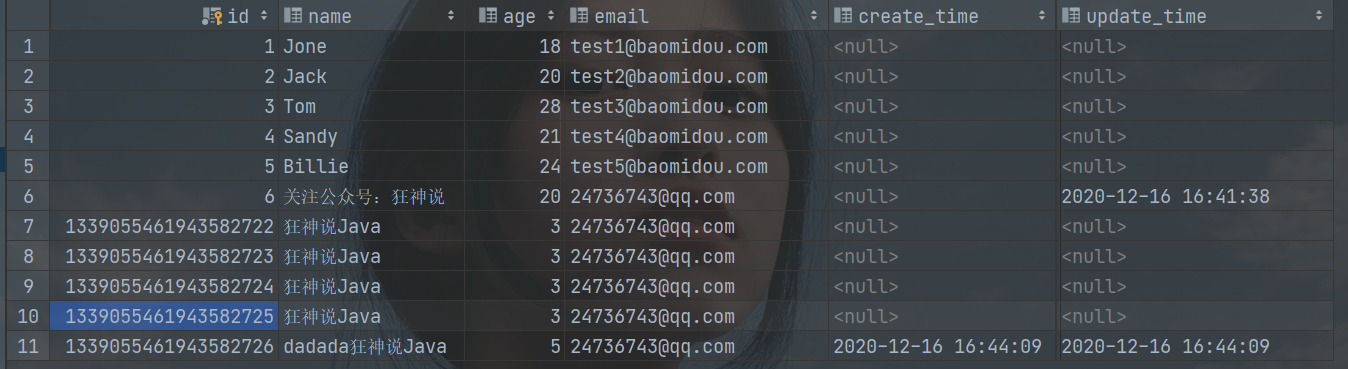 id name age email create_time update_time
1 1 Jone 18 test1@baomidou.com <null> <null>
2 2 Jack 20 test2@baomidou.com <null> <null>
3 3 Tom 28 test3@baomidou.com <null> <null>
4 4 Sandy 21 test4@baomidou.com <null> <null>
5 5 Billie 24 test5@baomidou.com <null> <null>
6 6 关注公众号：狂神说 20 24736743@qq.com <null> 2020-12-16 16:41:38
7 1339055461943582722 狂神说Java 3 24736743@qq.com <null> <null>
8 1339055461943582723 狂神说Java 3 24736743@qq.com <null> <null>
9 1339055461943582724 狂神说Java 3 24736743@qq.com <null> <null>
10 1339055461943582725 狂神说Java 3 24736743@qq.com <null> <null>
11 1339055461943582726 dadada狂神说Java 5 24736743@qq.com 2020-12-16 16:44:09 2020-12-16 16:44:09